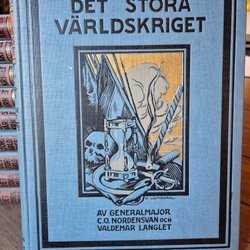 DET STORA
VÄRLDSKRIGET
AV GENERALMAJOR
C.O. NORDENSVAN OCH
VALDEMAR LANGLET